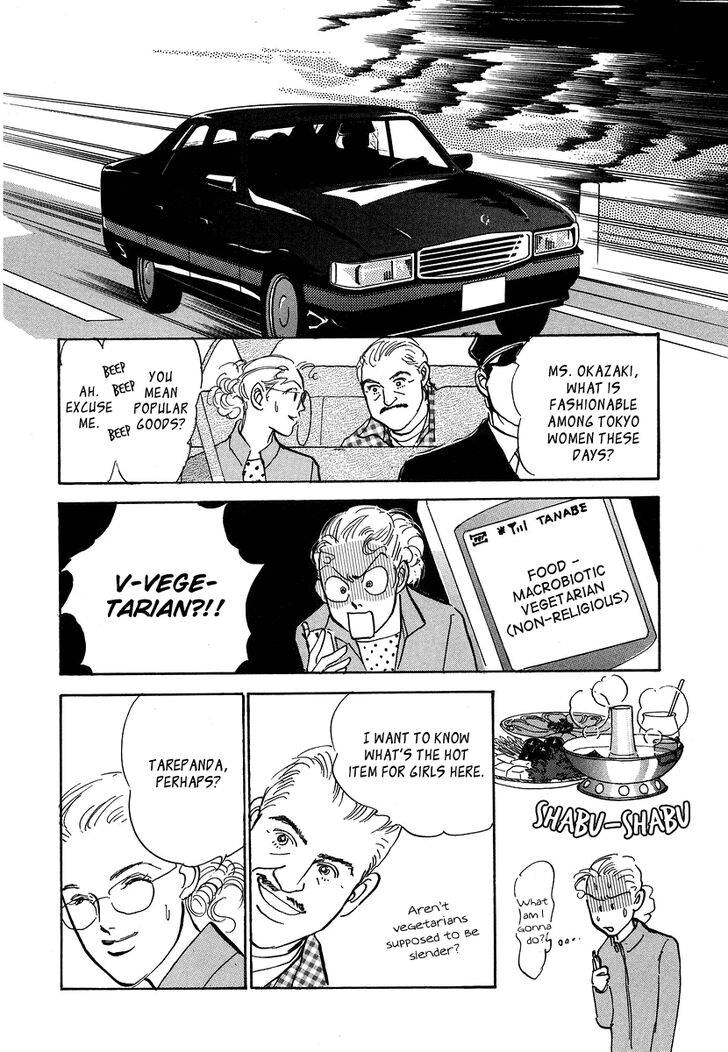 MS. OKAZAKI,
WHAT IS
FASHIONABLE
AMONG TOKYO
WOMEN THESE
DAYS?
YOU
MEAN
POPULAR
GOODS?
BEEP
BEEP
BEEP
AH.
EXCUSE
ME.
TANABE
FOOD -
MACROBIOTIC
VEGETARIAN
(NON-RELIGIOUS)
V-VEGE-
TARIAN?!!
SHABU-SHABU
What
am I
Gonna
do?!
....
I WANT TO KNOW
WHAT'S THE HOT
ITEM FOR GIRLS HERE.
Aren't
vegetarians
supposed to be
slender?
TAREPANDA,
PERHAPS?